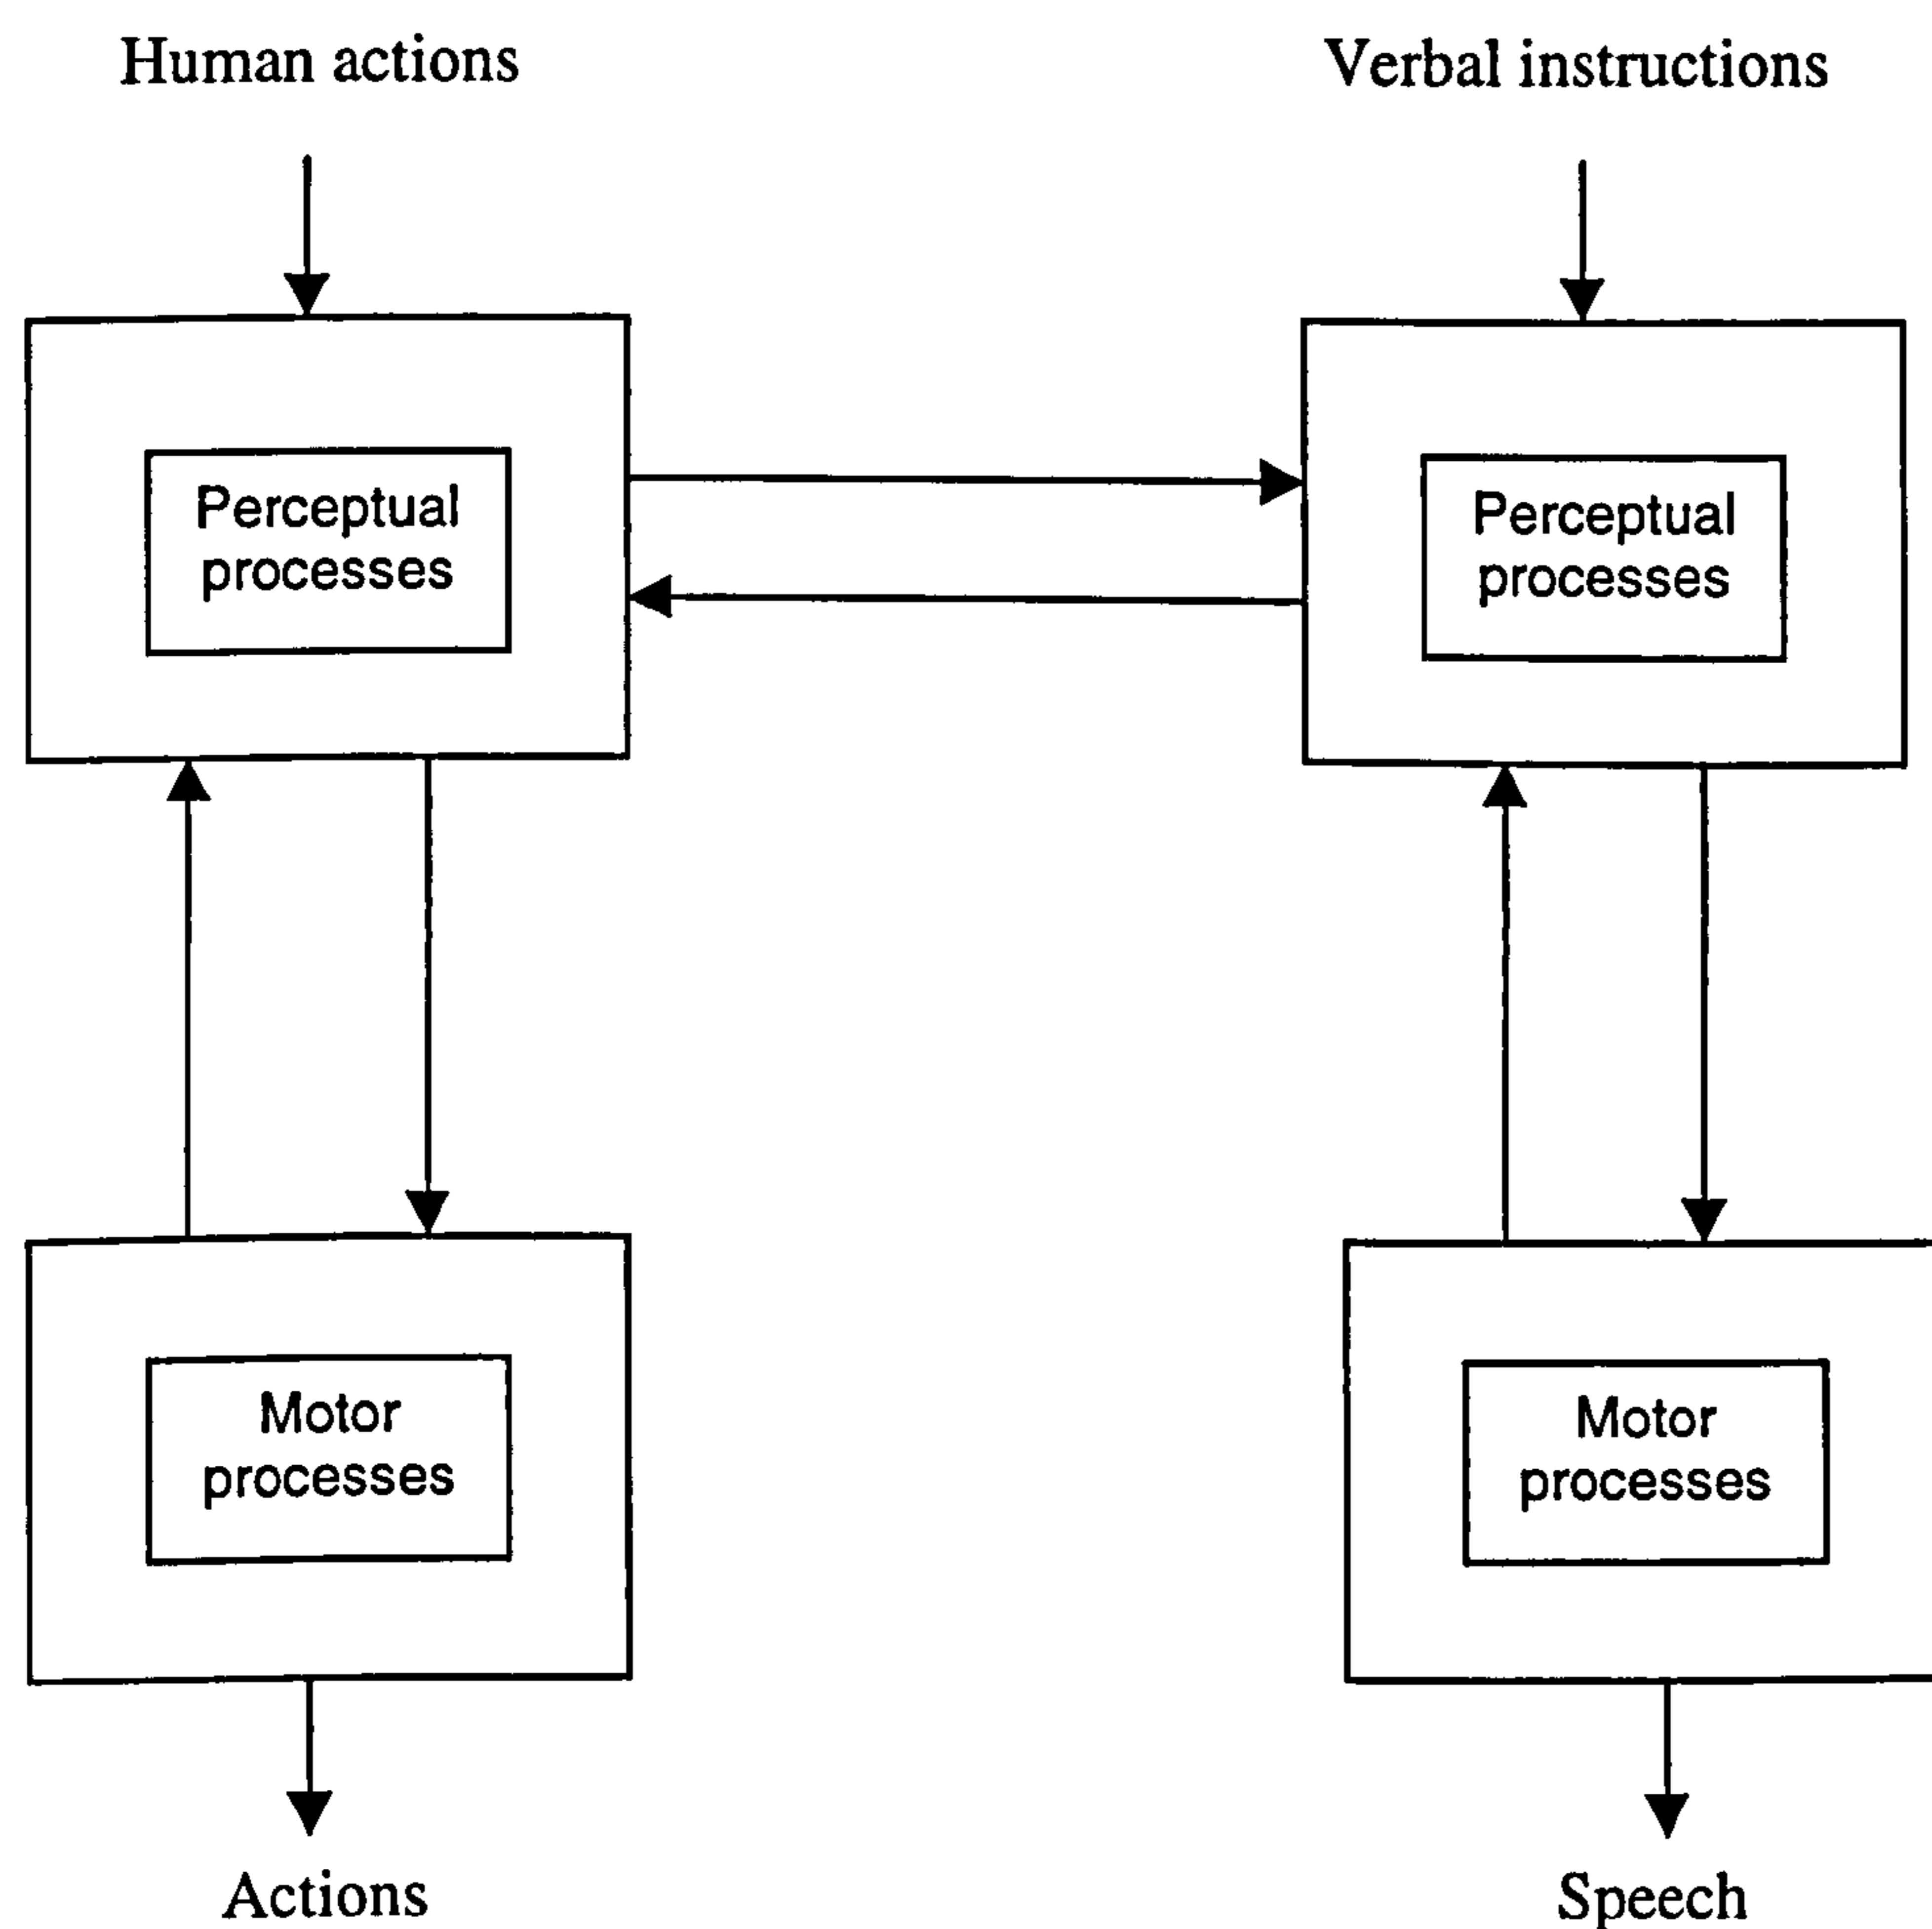 Human actions
Verbal instructions
Perceptual
processes
Perceptual
processes
Motor
processes
Motor
processes
Actions
Speech